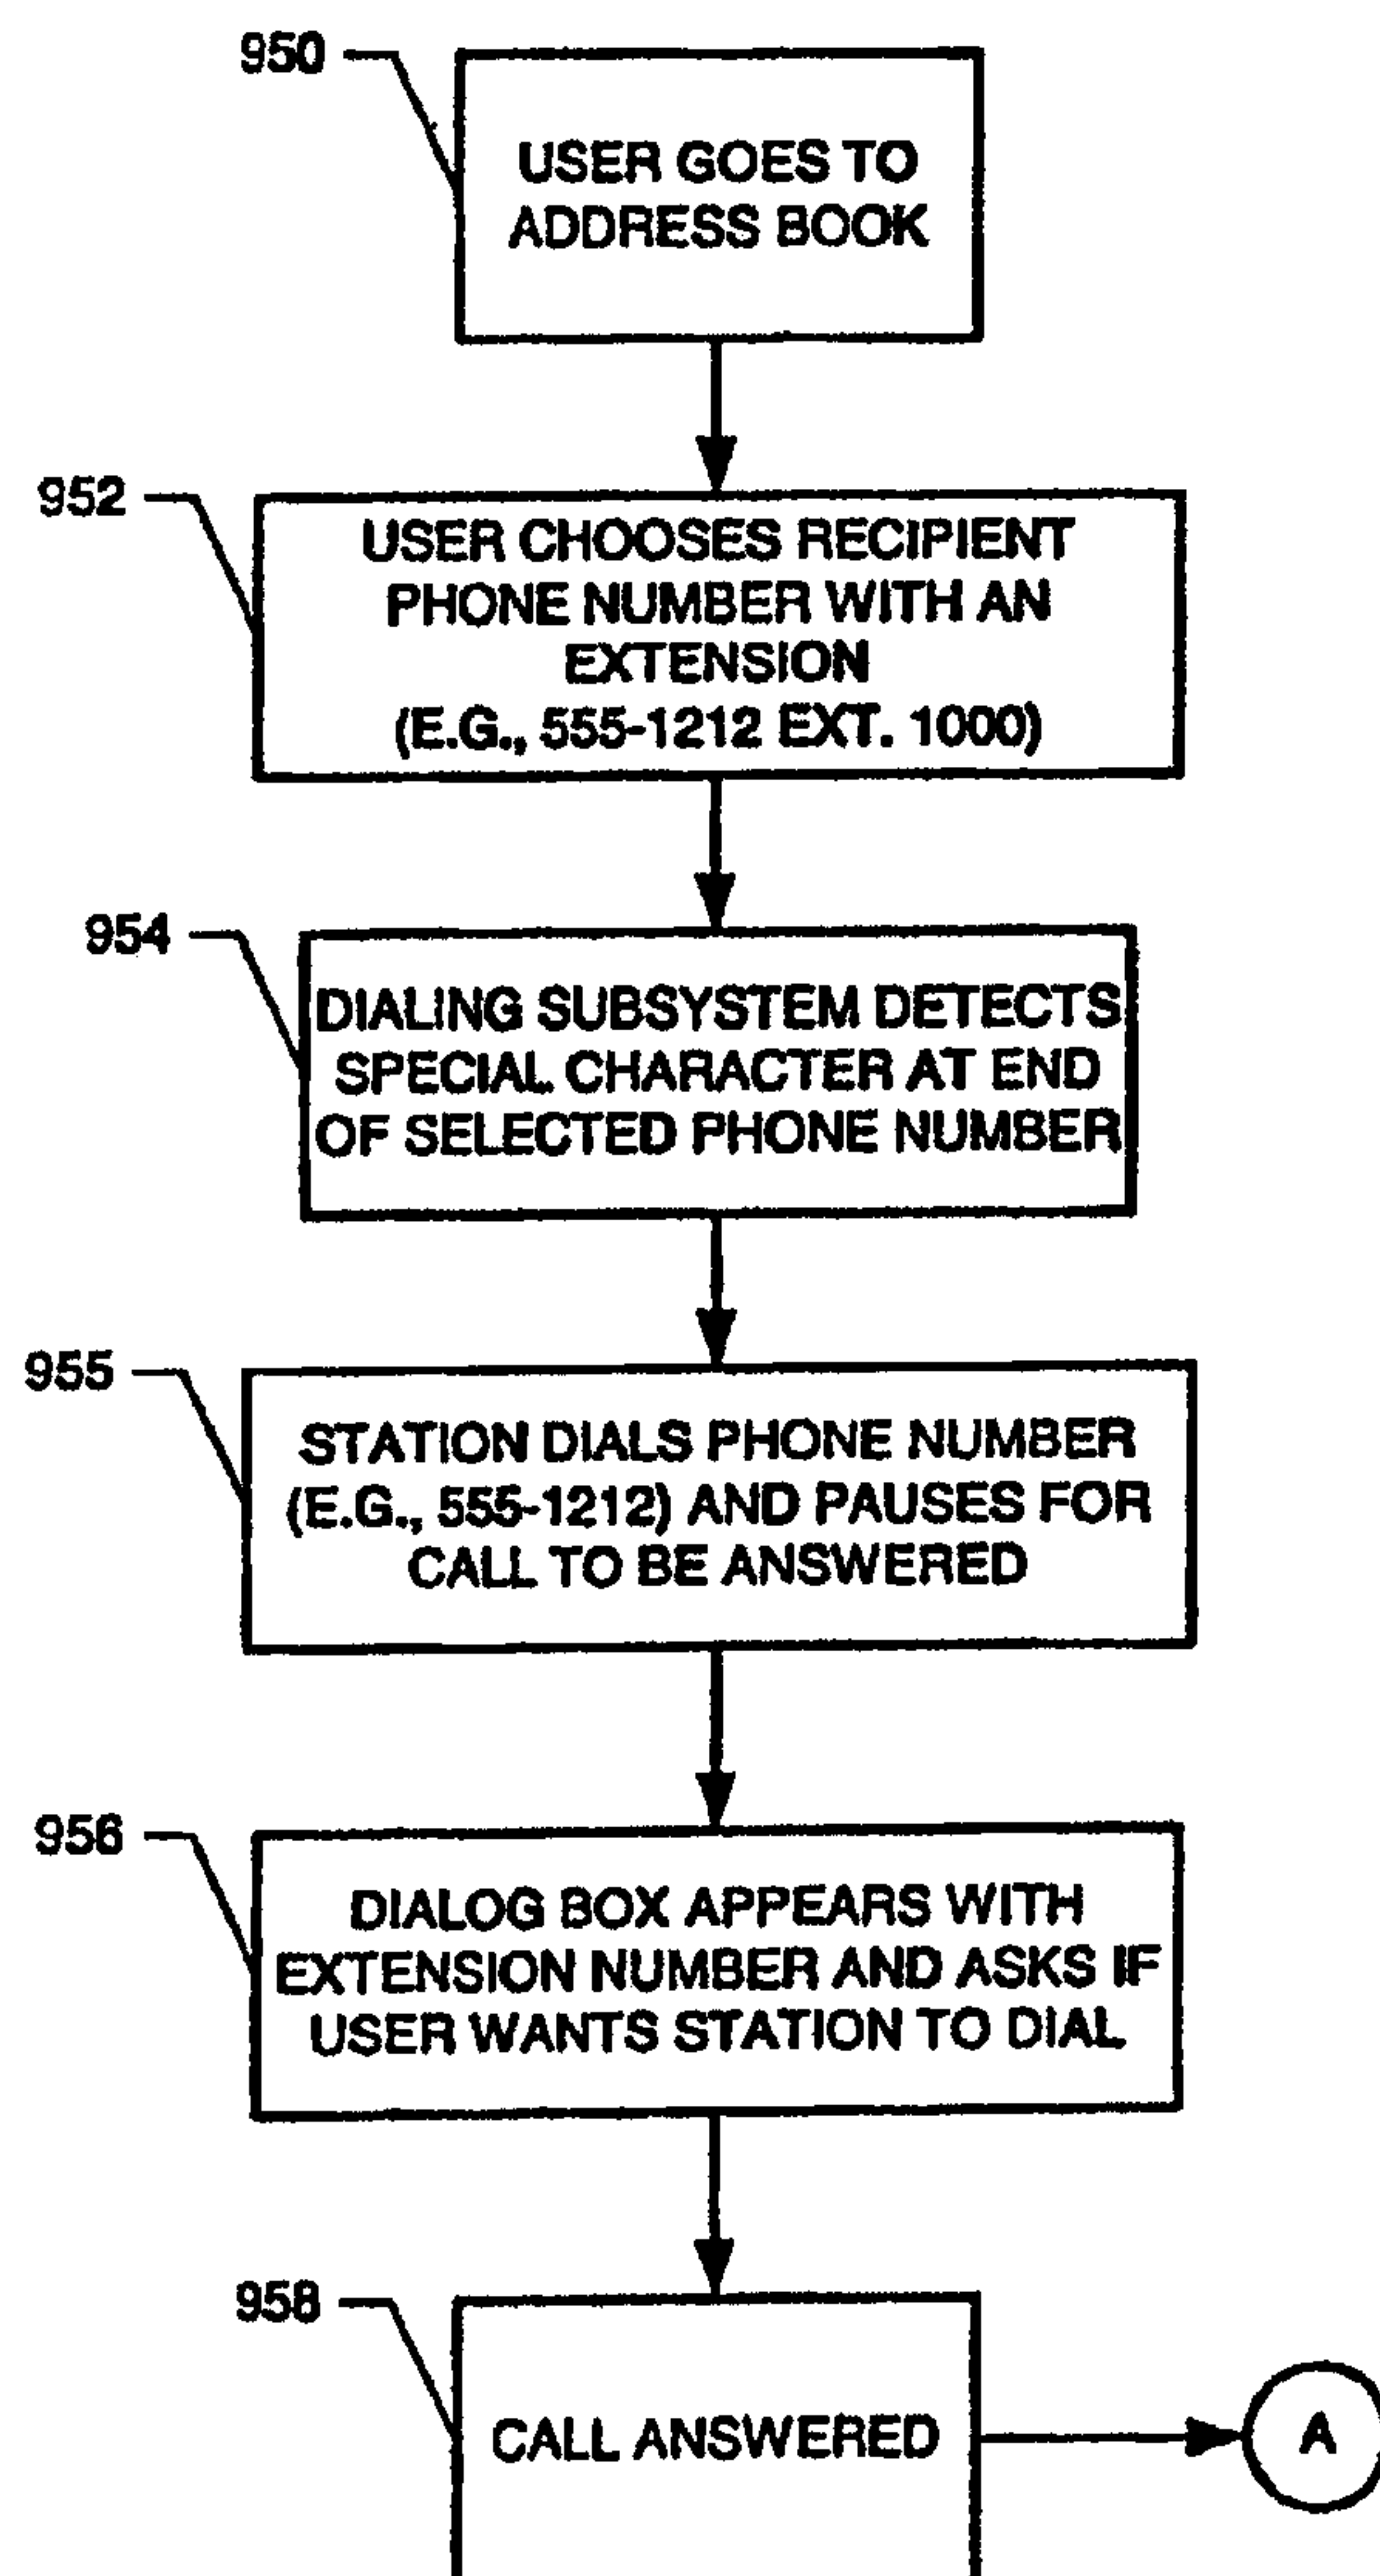 950
USER GOES TO
ADDRESS BOOK
952
USER CHOOSES RECIPIENT
PHONE NUMBER WITH AN
EXTENSION
(E.G., 555-1212 EXT. 1000)
954
DIALING SUBSYSTEM DETECTS
SPECIAL CHARACTER AT END
OF SELECTED PHONE NUMBER
955
STATION DIALS PHONE NUMBER
(E.G., 555-1212) AND PAUSES FOR
CALL TO BE ANSWERED
956
DIALOG BOX APPEARS WITH
EXTENSION NUMBER AND ASKS IF
USER WANTS STATION TO DIAL
958
CALL ANSWERED
A